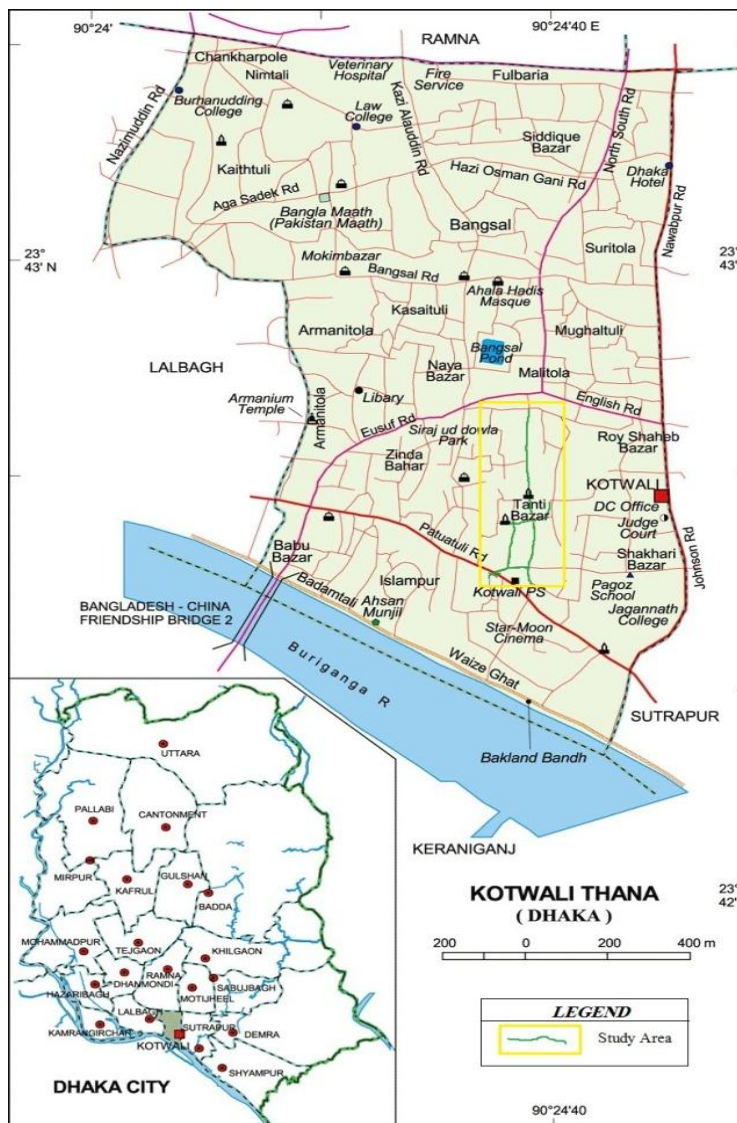 90°24'
90°24'40 E
RAMNA
Chankharpole
Nimtali
Veterinary
Hospital
Fire
Service
Fulbaria
Nazimuddin Rd
Burhanudding
College
Law
College
Kazi Alauddin Rd
North South Rd
Siddique
Bazar
Kaithtuli
Hazi Osman Gani Rd
Dhaka
Hotel
Aga Sadek Rd
Nawabpur Rd
Bangla Maath
(Pakistan Maath)
Bangsal
23°
43' N
Suritola
23°
43'
Mokimbazar
Bangsal Rd
Ahala Hadis
Masque
Kasaituli
Armanitola
Mughaltuli
LALBAGH
Bangsal
Pond
Naya
Bazar
Malitola
Armanium
Temple
Libary
Armanitola
English Rd
Eusuf Rd
Siraj ud dowla
Park
Roy Shaheb
Bazar
Zinda
Bahar
KOTWALI
Tanti
Bazar
DC Office
Judge
Court
Patuatuli Rd
Babu
Bazar
Shakhari
Bazar
Johnson Rd
Islampur
Badamtali
Kotwali PS
Pagoz
School
BANGLADESH - CHINA
FRIENDSHIP BRIDGE 2
Ahsan
Munjil
Jagannath
College
Star-Moon
Cinema
Buriganga R
Waize Ghat
SUTRAPUR
Bakland Bandh
KERANIGANJ
UTTARA
PALLABI
CANTONMENT
MIRPUR
KAFRUL
GULSHAN
BADDA
MOHAMMADPUR
TEJGAON
KHILGAON
DHANMONDI
RAMNA
HAZARIBAGH
MOTIJHEEL
SABUJBAGH
LALBAGH
KAMRANGIRCHAR
SUTRAPUR
DEMRA
KOTWALI
SHYAMPUR
DHAKA CITY
KOTWALI THANA
( DHAKA )
23°
42'
200 0 200 400 m
LEGEND
Study Area
90°24'40